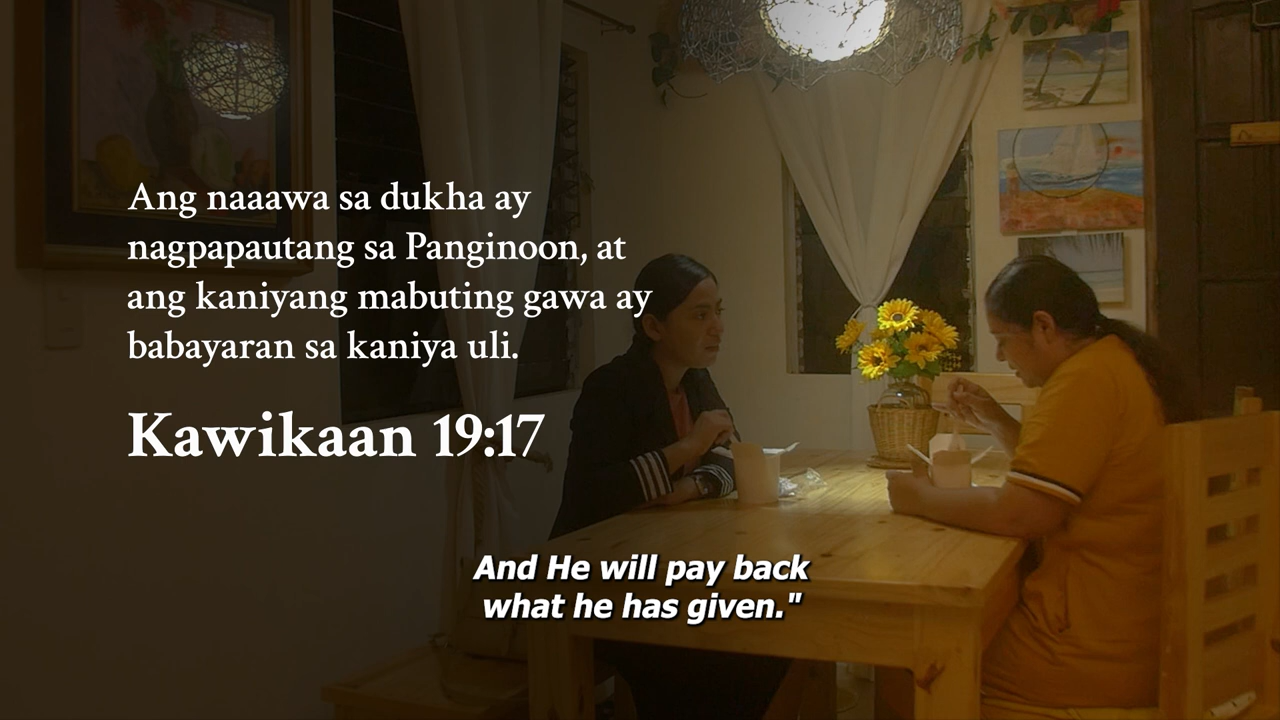 Ang naaawa sa dukha ay
nagpapautang sa Panginoon, at
ang kaniyang mabuting gawa ay
babayaran sa kaniya uli.
Kawikaan 19:17
And He will pay back
what he has given."